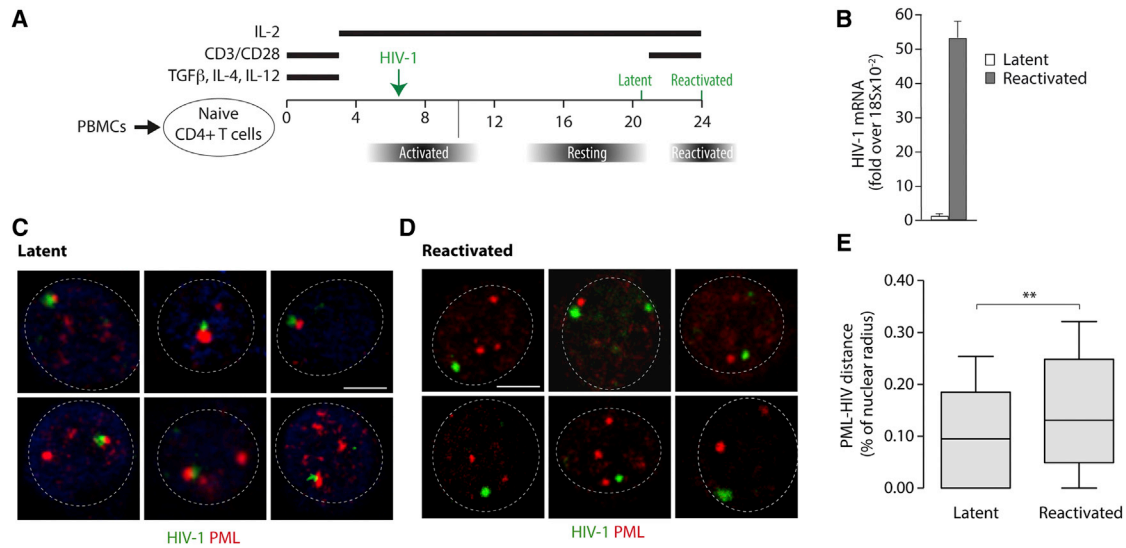 A
IL-2
CD3/CD28
TGFβ, IL-4, IL-12
HIV-1
Latent
Reactivated
PBMCs
Naive
CD4+ T cells
0
4
8
12
16
20
24
Activated
Resting
Reactivated
B
HIV-1 mRNA
(fold over 18Sx10-2)
60
50
40
30
20
10
0
Latent
Reactivated
C
Latent
HIV-1 PML
D
Reactivated
HIV-1 PML
E
PML-HIV distance
(% of nuclear radius)
0.40
0.30
0.20
0.10
0.00
**
Latent
Reactivated